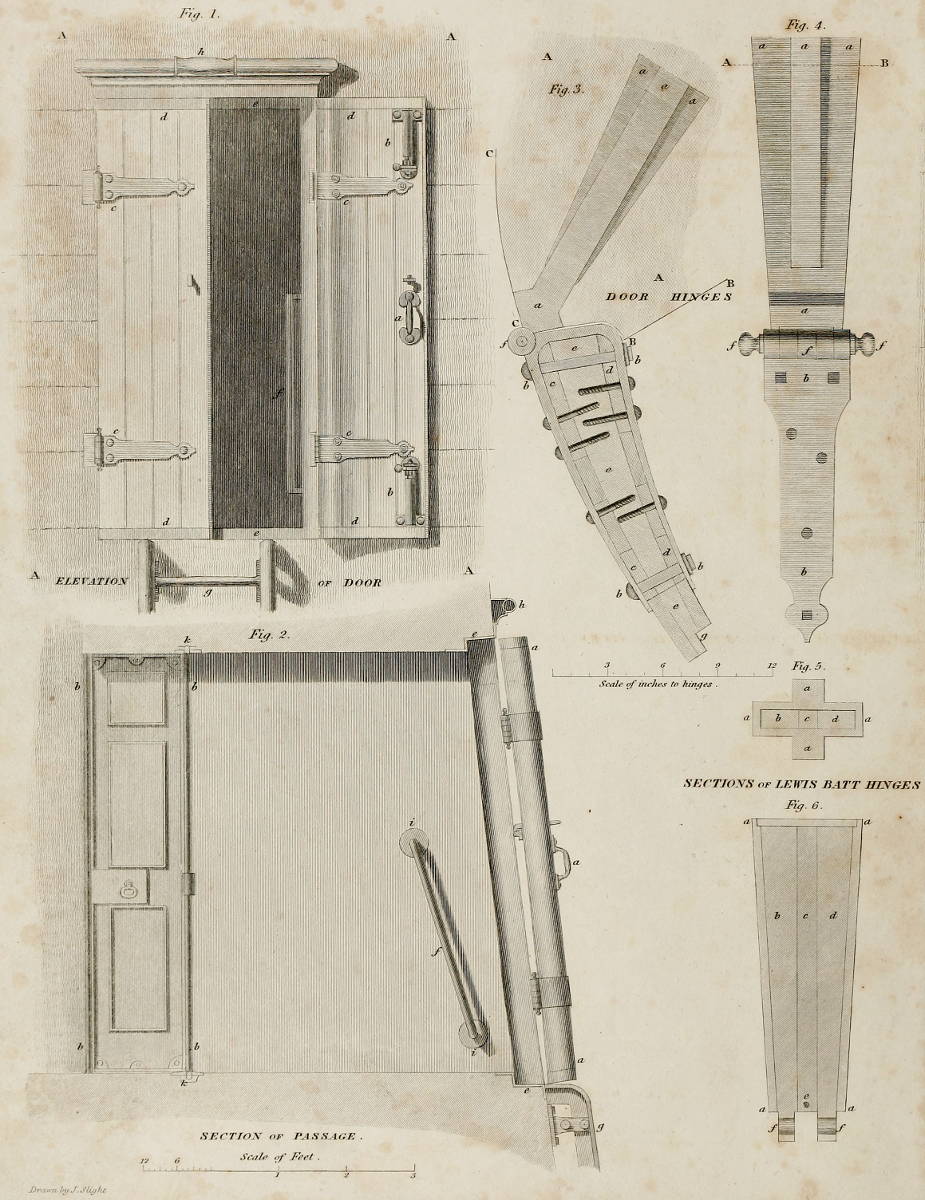 Fig. 1.
A
A
h
d
e
d
b
c
c
a
f
c
c
b
d
e
d
A
ELEVATION
OF DOOR
A
g
Fig. 2.
k
h
e
a
b
b
i
a
f
i
b
b
k
e
a
g
SECTION OF PASSAGE.
Scale of Feet.
12 6 1 2 3
Drawn by J. Slight
A
Fig. 3.
a
e
a
C
A
B
DOOR HINGES
a
C
f
e
B
b
b
d
c
e
d
c
b
b
e
g
3 6 9 12
Scale of inches to hinges.
Fig. 4.
a a a
A
B
a
f
f
f
b
b
Fig. 5.
a
a b c d a
a
SECTIONS OF LEWIS BATT HINGES
Fig. 6.
a
a
b c d
e
a
a
f
f